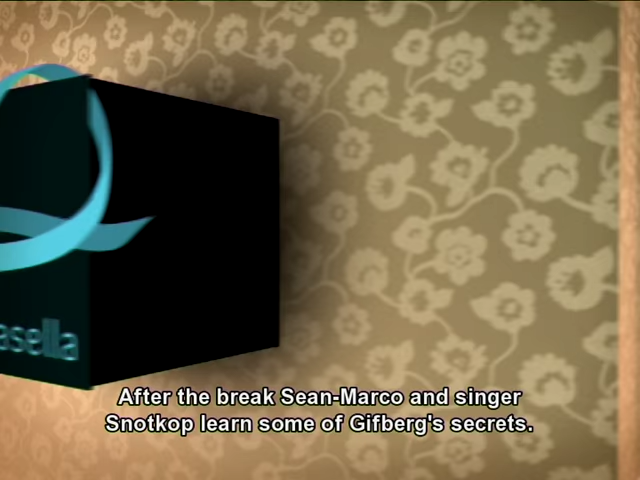 asella
After the break Sean-Marco and singer
Snotkop learn some of Gifberg's secrets.